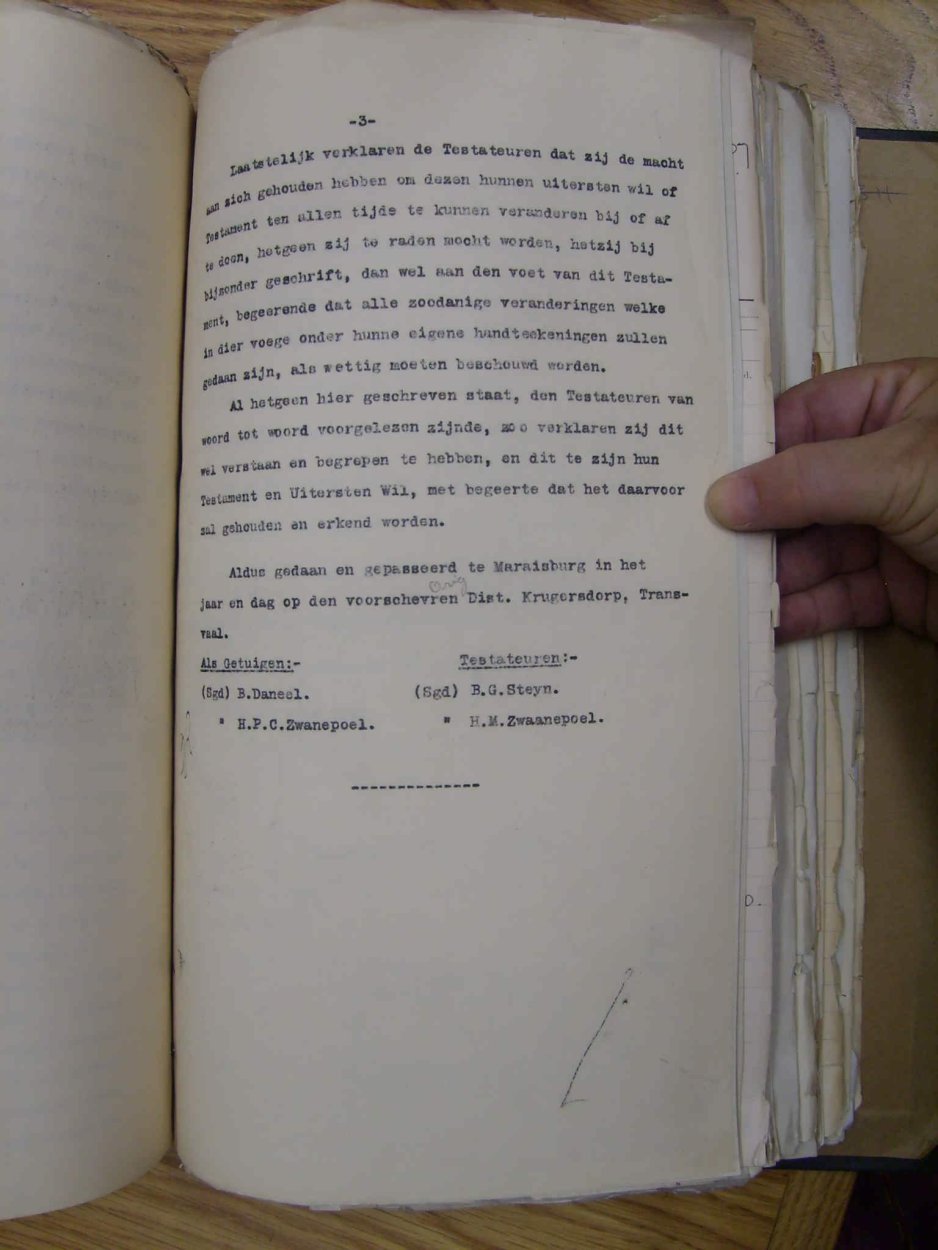 -3-
Laatstelijk verklaren de Testateuren dat zij de macht
aan zich gehouden hebben om dezen hunnen uitersten wil of
Testament ten allen tijde te kunnen veranderen bij of af
te doen, hetgeen zij te raden mocht worden, hetzij bij
bijzonder geschrift, dan wel aan den voet van dit Testa-
ment, begeerende dat alle zoodanige veranderingen welke
in dier voege onder hunne eigene handteekeningen zullen
gedaan zijn, als wettig moeten beschouwd worden.
Al hetgeen hier geschreven staat, den Testateuren van
woord tot woord voorgelezen zijnde, zoo verklaren zij dit
wel verstaan en begrepen te hebben, en dit te zijn hun
Testament en Uitersten Wil, met begeerte dat het daarvoor
zal gehouden en erkend worden.
Aldus gedaan en gepasseerd te Maraisburg in het
jaar en dag op den voorschevren Dist. Krugersdorp, Trans-
vaal.
Als Getuigen:- Testateuren:-
(Sgd) B.Daneel. (Sgd) B.G.Steyn.
" H.P.C.Zwanepoel. " H.M.Zwaanepoel.
--------------